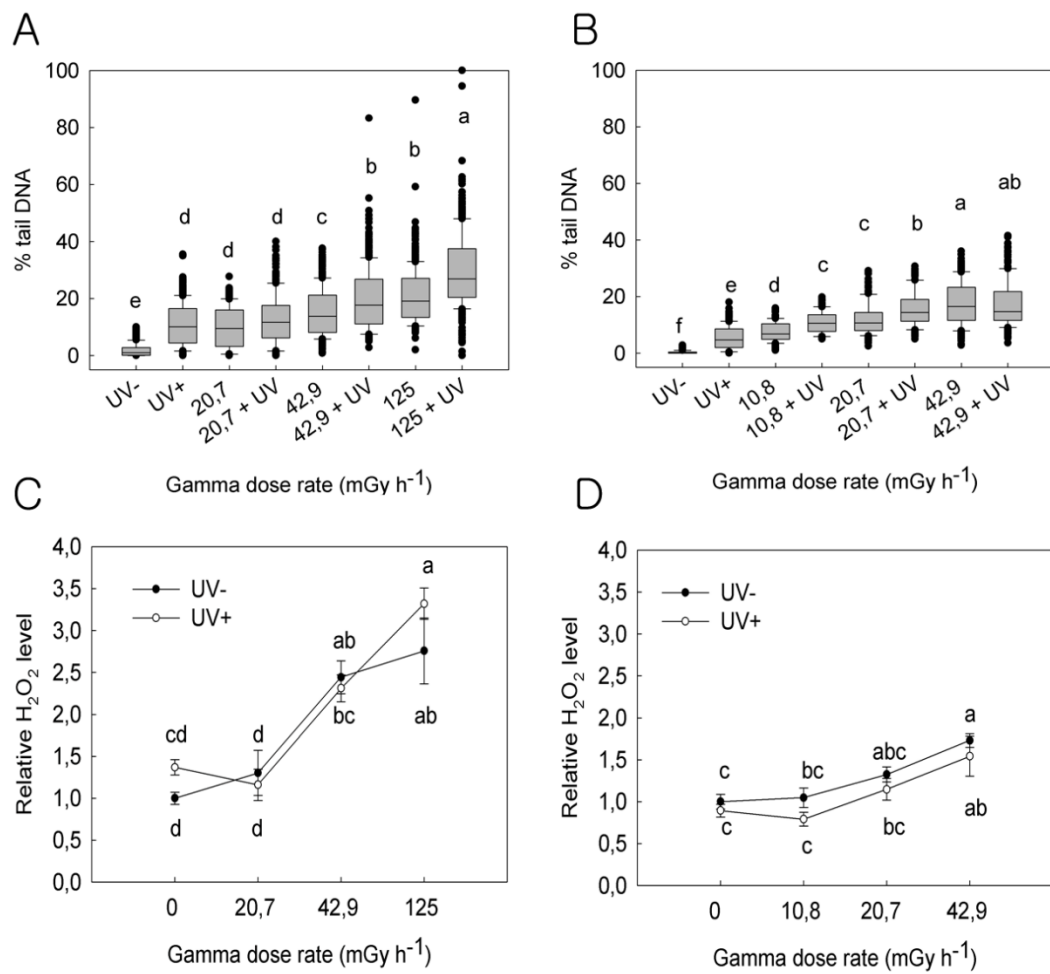 A
100
80
60
40
20
0
% tail DNA
e
d
d
d
c
b
b
a
UV-
UV+
20,7
20,7 + UV
42,9
42,9 + UV
125
125 + UV
Gamma dose rate (mGy h⁻¹)
B
100
80
60
40
20
0
% tail DNA
f
e
d
c
c
b
a
ab
UV-
UV+
10,8
10,8 + UV
20,7
20,7 + UV
42,9
42,9 + UV
Gamma dose rate (mGy h⁻¹)
C
4,0
3,5
3,0
2,5
2,0
1,5
1,0
0,5
0,0
Relative H₂O₂ level
UV-
UV+
a
ab
cd d
bc ab
d d
0 20,7 42,9 125
Gamma dose rate (mGy h⁻¹)
D
4,0
3,5
3,0
2,5
2,0
1,5
1,0
0,5
0,0
Relative H₂O₂ level
UV-
UV+
a
c bc abc
c c bc ab
0 10,8 20,7 42,9
Gamma dose rate (mGy h⁻¹)